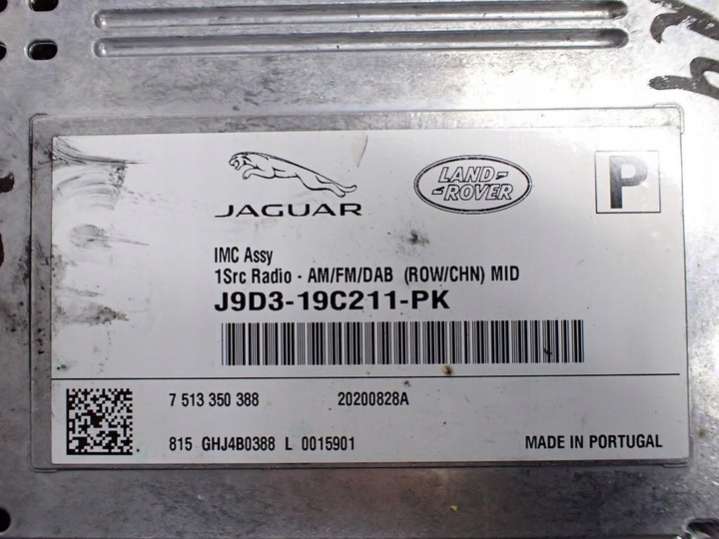 JAGUAR
LAND
ROVER
P
IMC Assy
1Src Radio - AM/FM/DAB (ROW/CHN) MID
J9D3-19C211-PK
7 513 350 388 20200828A
815 GHJ4B0388 L 0015901 MADE IN PORTUGAL